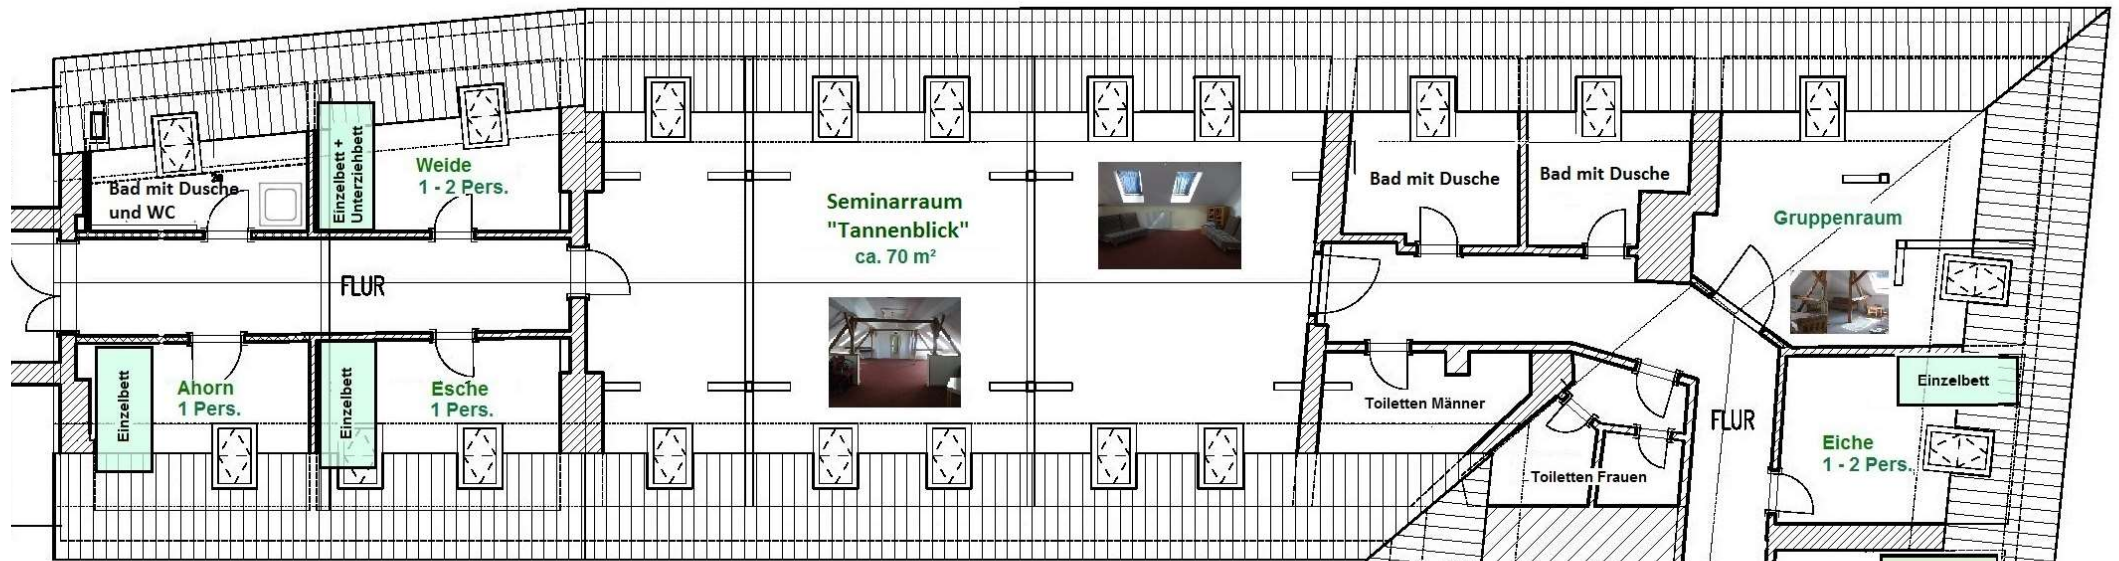 Bad mit Dusche
und WC
Einzelbett +
Unterziehbett
Weide
1 - 2 Pers.
FLUR
Einzelbett
Ahorn
1 Pers.
Einzelbett
Esche
1 Pers.
Seminarraum
"Tannenblick"
ca. 70 m²
Bad mit Dusche
Bad mit Dusche
Gruppenraum
Toiletten Männer
Toiletten Frauen
FLUR
Einzelbett
Eiche
1 - 2 Pers.